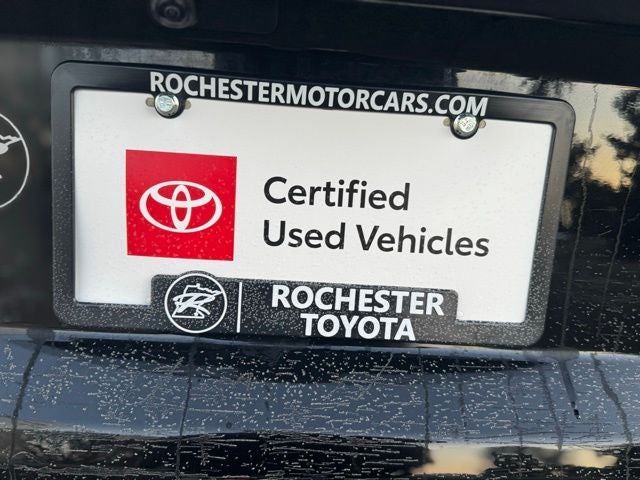 ROCHESTERMOTORCARS.COM
Certified
Used Vehicles
ROCHESTER
TOYOTA